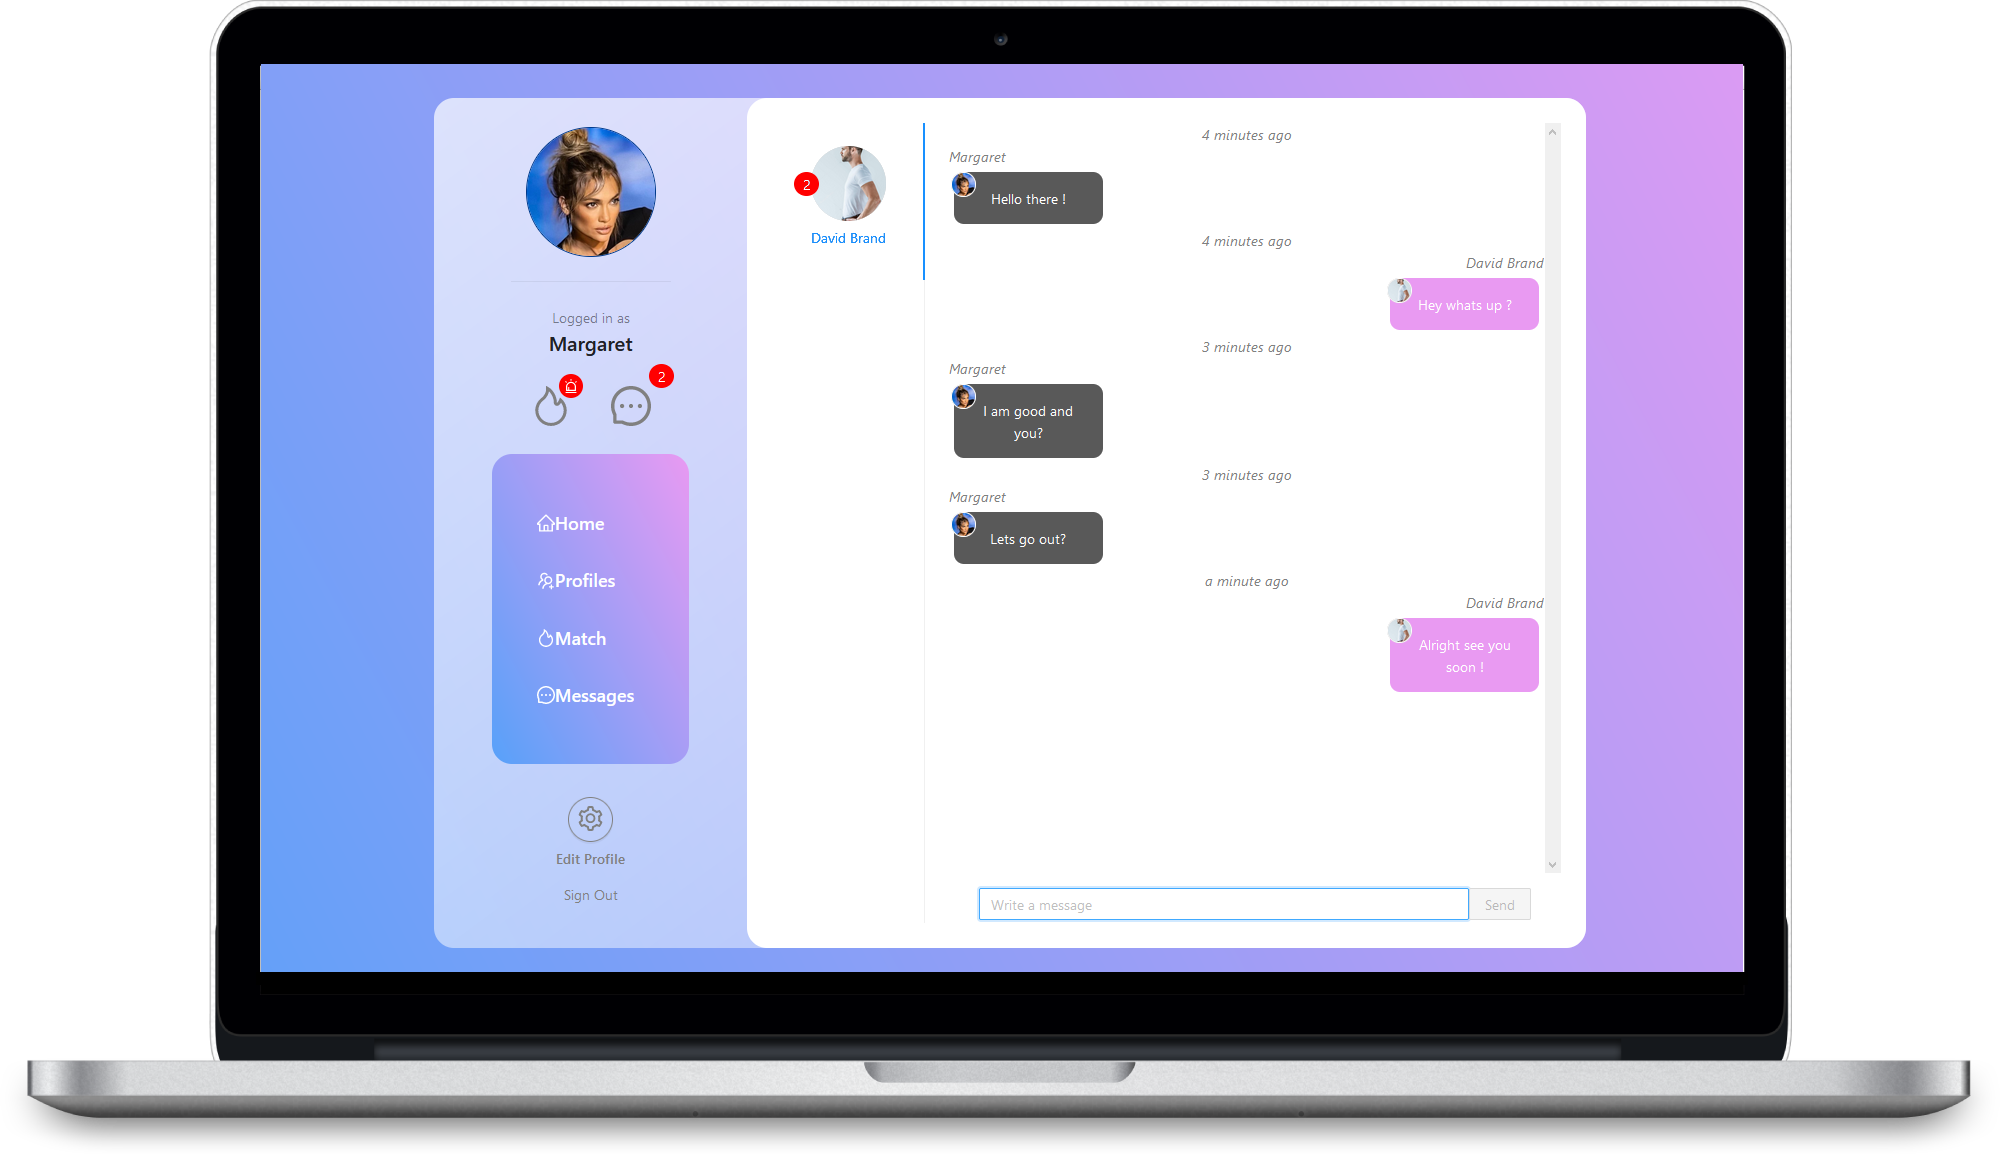 Logged in as
Margaret
2
Home
Profiles
Match
Messages
Edit Profile
Sign Out
2
David Brand
4 minutes ago
Margaret
Hello there !
4 minutes ago
David Brand
Hey whats up ?
3 minutes ago
Margaret
I am good and
you?
3 minutes ago
Margaret
Lets go out?
a minute ago
David Brand
Alright see you
soon !
Write a message
Send